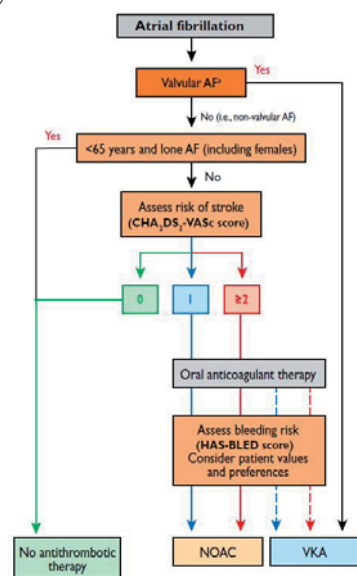 Atrial fibrillation
Valvular AFª
Yes
No (i.e., non-valvular AF)
Yes
<65 years and lone AF (including females)
No
Assess risk of stroke
(CHA₂DS₂-VASc score)
0
1
≥2
Oral anticoagulant therapy
Assess bleeding risk
(HAS-BLED score)
Consider patient values
and preferences
No antithrombotic
therapy
NOAC
VKA